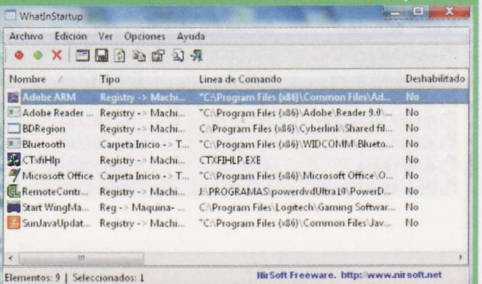 WhatInStartup
Archivo Edicion Ver Opciones Ayuda
Nombre Tipo Linea de Comando Deshabilitado
Adobe ARM Registry -> Machi... "C:\Program Files (x86)\Common Files\Ad... No
Adobe Reader ... Registry -> Machi... "C:\Program Files (x86)\Adobe\Reader 9.0\... No
BDRegion Registry -> Machi... C:\Program Files (x86)\Cyberlink\Shared fil... No
Bluetooth Carpeta Inicio -> T... "C:\Program Files (x86)\WIDCOMM\Blueto... No
CTxfiHlp Registry -> Machi... CTXFIHLP.EXE No
Microsoft Office Carpeta Inicio -> T... "C:\Program Files (x86)\Microsoft Office\O... No
RemoteContr... Registry -> Machi... J:\PROGRAMAS\powerdvdUltra10\PowerD... No
Start WingMa... Reg -> Maquina- ... C:\Program Files\Logitech\Gaming Softwar... No
SunJavaUpdat... Registry -> Machi... "C:\Program Files (x86)\Common Files\Jav... No
Elementos: 9 | Seleccionados: 1 NirSoft Freeware. http://www.nirsoft.net